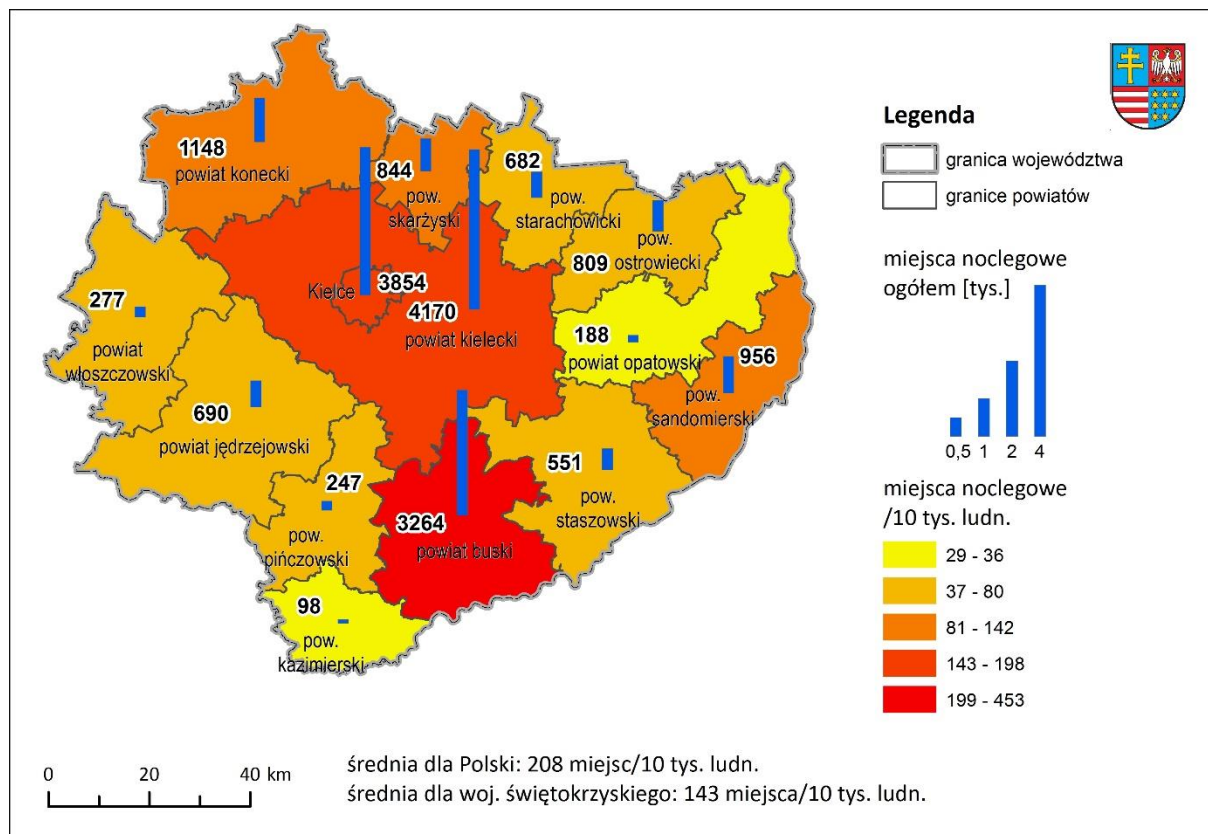 1148
powiat konecki
844
pow.
skarżyski
682
pow.
starachowicki
pow.
ostrowiecki
809
Kielce
3854
4170
powiat kielecki
277
powiat
włoszczowski
188
powiat opatowski
956
pow.
sandomierski
690
powiat jędrzejowski
247
pow.
pińczowski
3264
powiat buski
551
pow.
staszowski
98
pow.
kazimierski
Legenda
granica województwa
granice powiatów
miejsca noclegowe
ogółem [tys.]
0,5 1 2 4
miejsca noclegowe
/10 tys. ludn.
29 - 36
37 - 80
81 - 142
143 - 198
199 - 453
0 20 40 km
średnia dla Polski: 208 miejsc/10 tys. ludn.
średnia dla woj. świętokrzyskiego: 143 miejsca/10 tys. ludn.